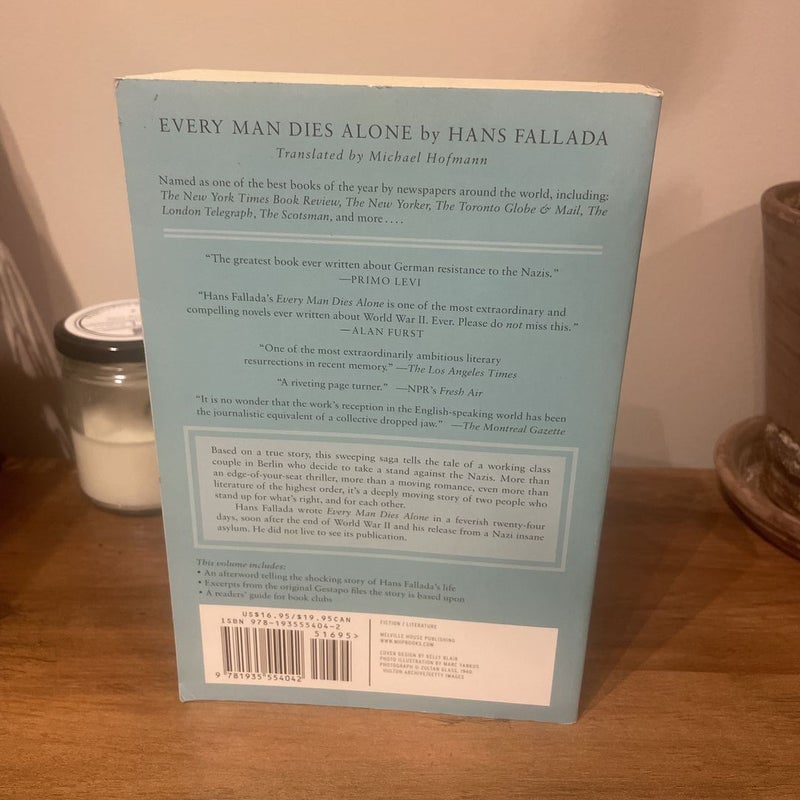 EVERY MAN DIES ALONE by HANS FALLADA
Translated by Michael Hofmann
Named as one of the best books of the year by newspapers around the world, including:
The New York Times Book Review, The New Yorker, The Toronto Globe & Mail, The
London Telegraph, The Scotsman, and more . . . .
“The greatest book ever written about German resistance to the Nazis.”
—PRIMO LEVI
“Hans Fallada’s Every Man Dies Alone is one of the most extraordinary and
compelling novels ever written about World War II. Ever. Please do not miss this.”
—ALAN FURST
“One of the most extraordinarily ambitious literary
resurrections in recent memory.” —The Los Angeles Times
“A riveting page turner.” —NPR’s Fresh Air
“It is no wonder that the work’s reception in the English-speaking world has been
the journalistic equivalent of a collective dropped jaw.” —The Montreal Gazette
Based on a true story, this sweeping saga tells the tale of a working class
couple in Berlin who decide to take a stand against the Nazis. More than
an edge-of-your-seat thriller, more than a moving romance, even more than
literature of the highest order, it’s a deeply moving story of two people who
stand up for what’s right, and for each other.
Hans Fallada wrote Every Man Dies Alone in a feverish twenty-four
days, soon after the end of World War II and his release from a Nazi insane
asylum. He did not live to see its publication.
This volume includes:
• An afterword telling the shocking story of Hans Fallada’s life
• Excerpts from the original Gestapo files the story is based upon
• A readers’ guide for book clubs
US$16.95/$19.95CAN
ISBN 978-193555404-2
51695>
9 781935 554042
FICTION / LITERATURE
MELVILLE HOUSE PUBLISHING
WWW.MHPBOOKS.COM
COVER DESIGN BY KELLY BLAIR
PHOTO ILLUSTRATION BY MARC YANKUS
PHOTOGRAPH © ZOLTAN GLASS, 1940:
HULTON ARCHIVE/GETTY IMAGES